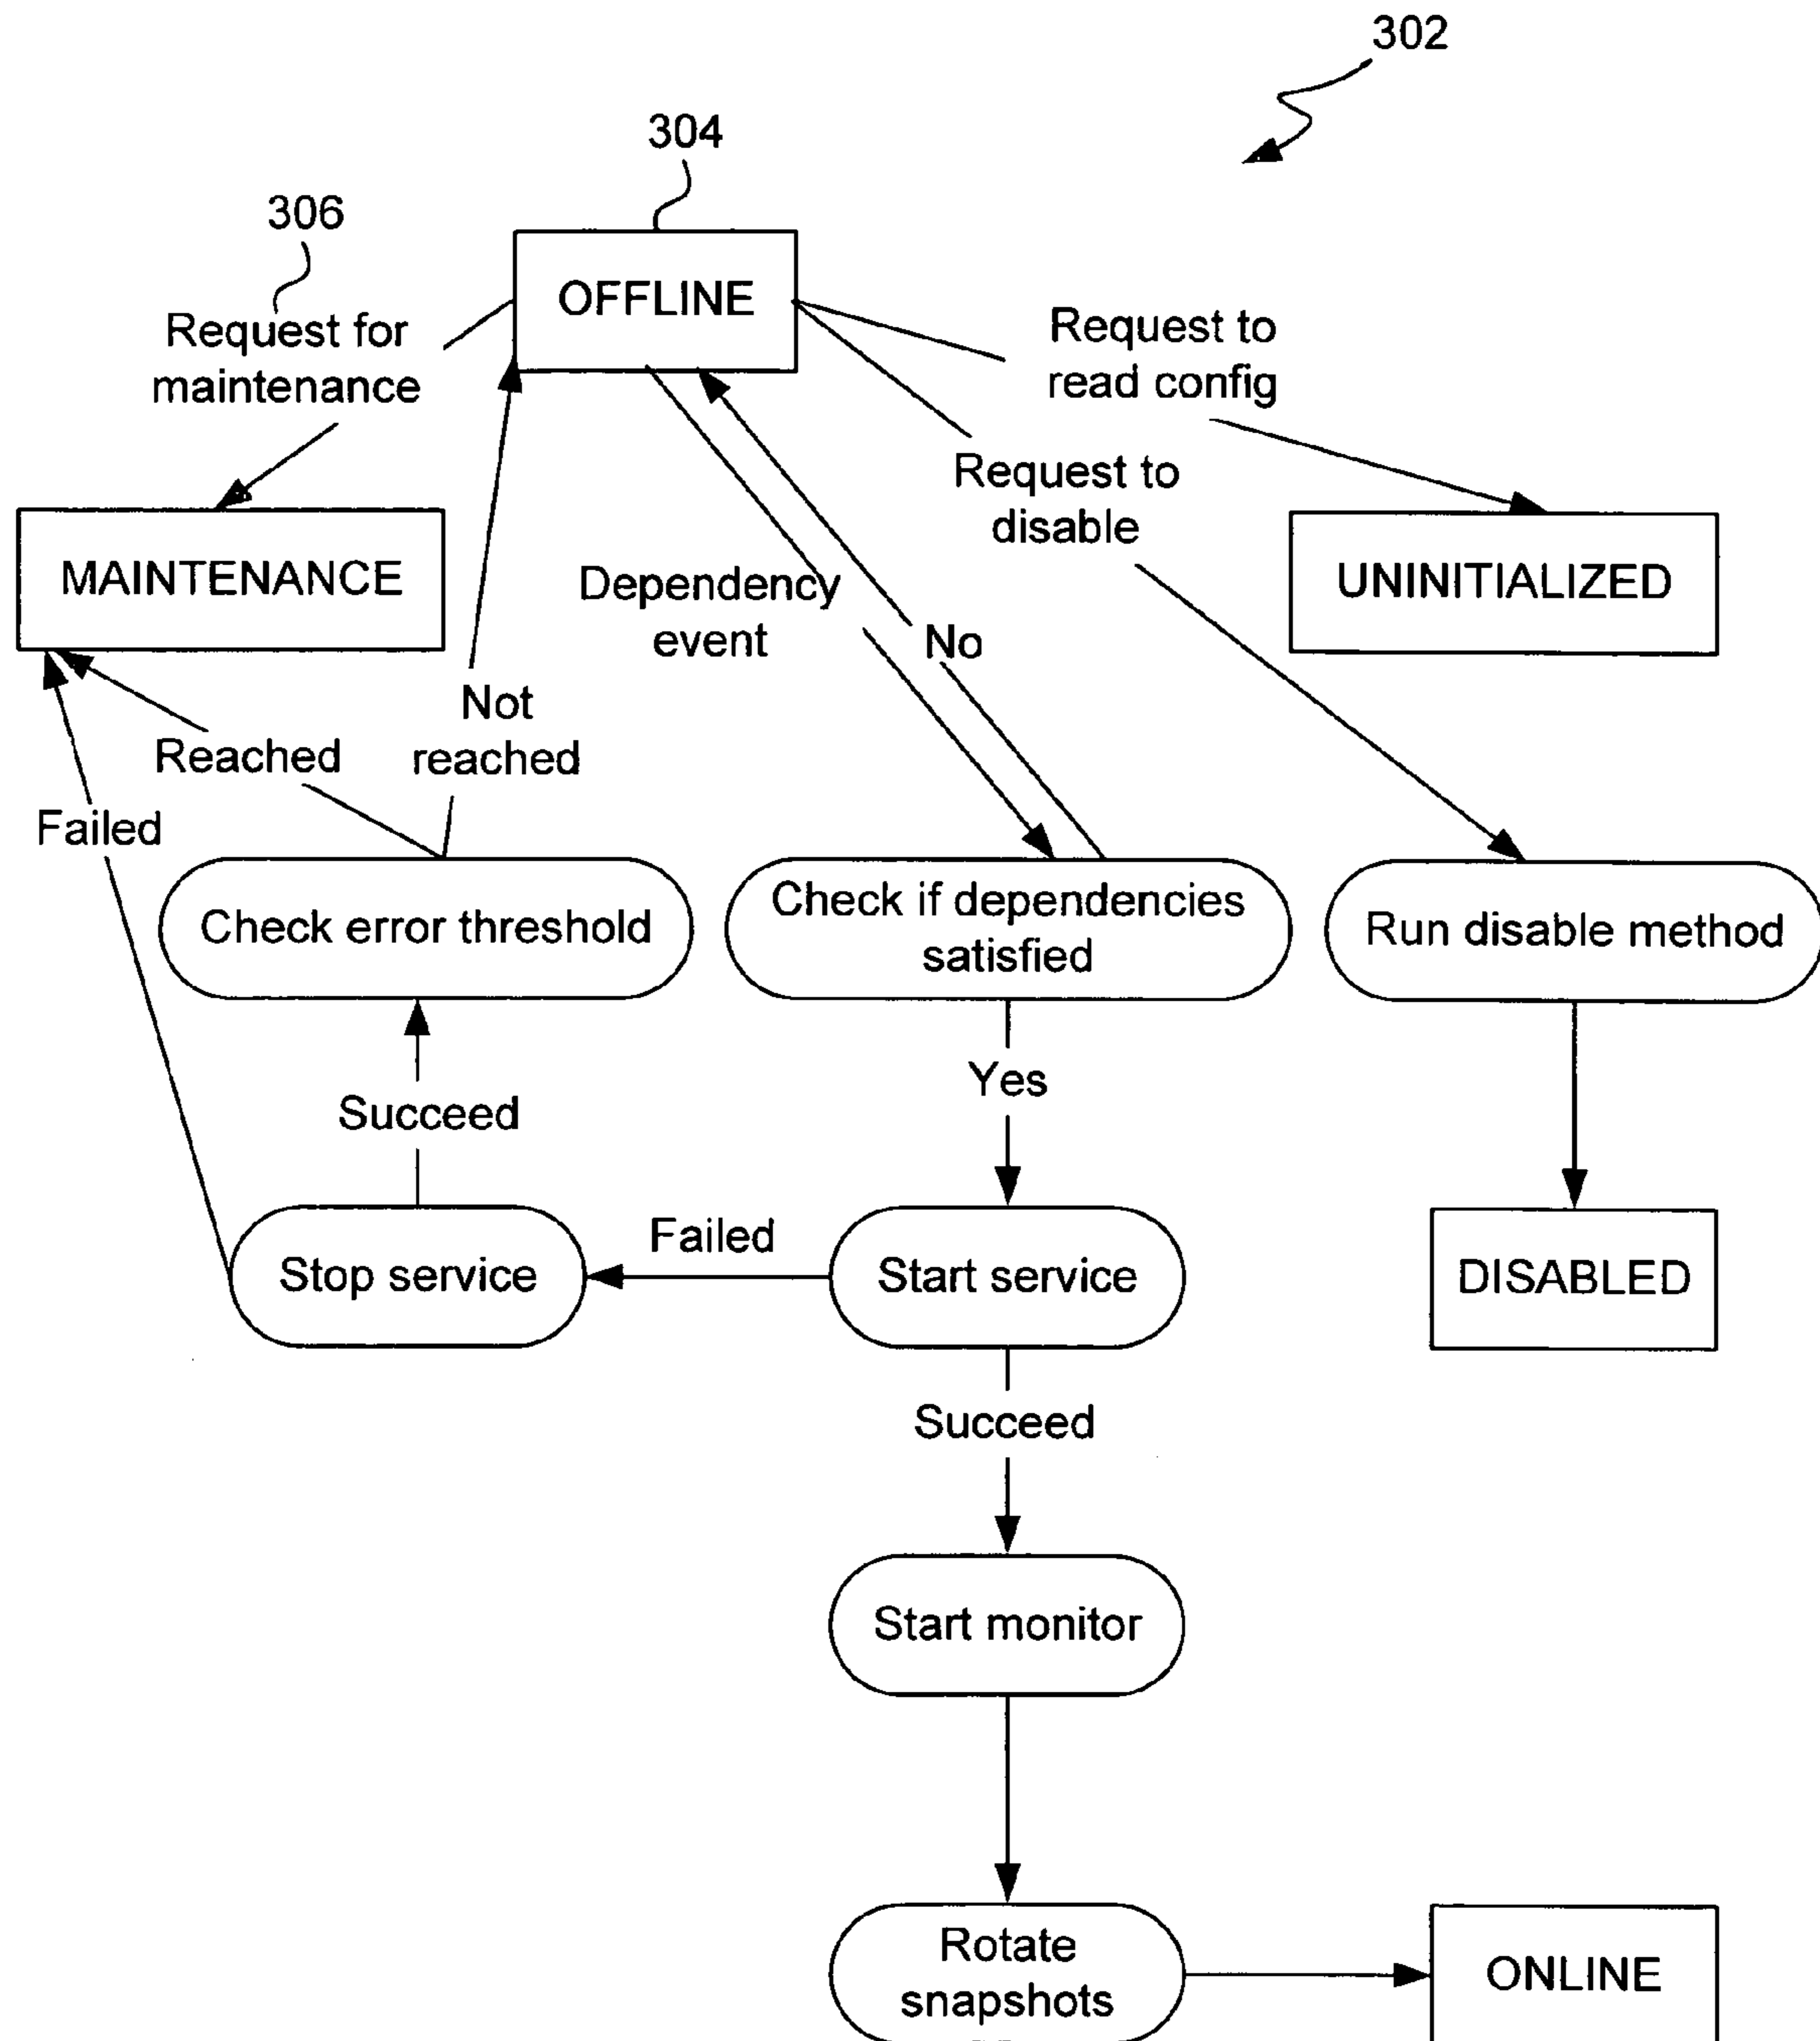 302
304
306
OFFLINE
Request for
maintenance
Request to
read config
Request to
disable
MAINTENANCE
Dependency
event
No
UNINITIALIZED
Not
reached
Reached
Failed
Check error threshold
Check if dependencies
satisfied
Run disable method
Yes
Succeed
Failed
Stop service
Start service
DISABLED
Succeed
Start monitor
Rotate
snapshots
ONLINE